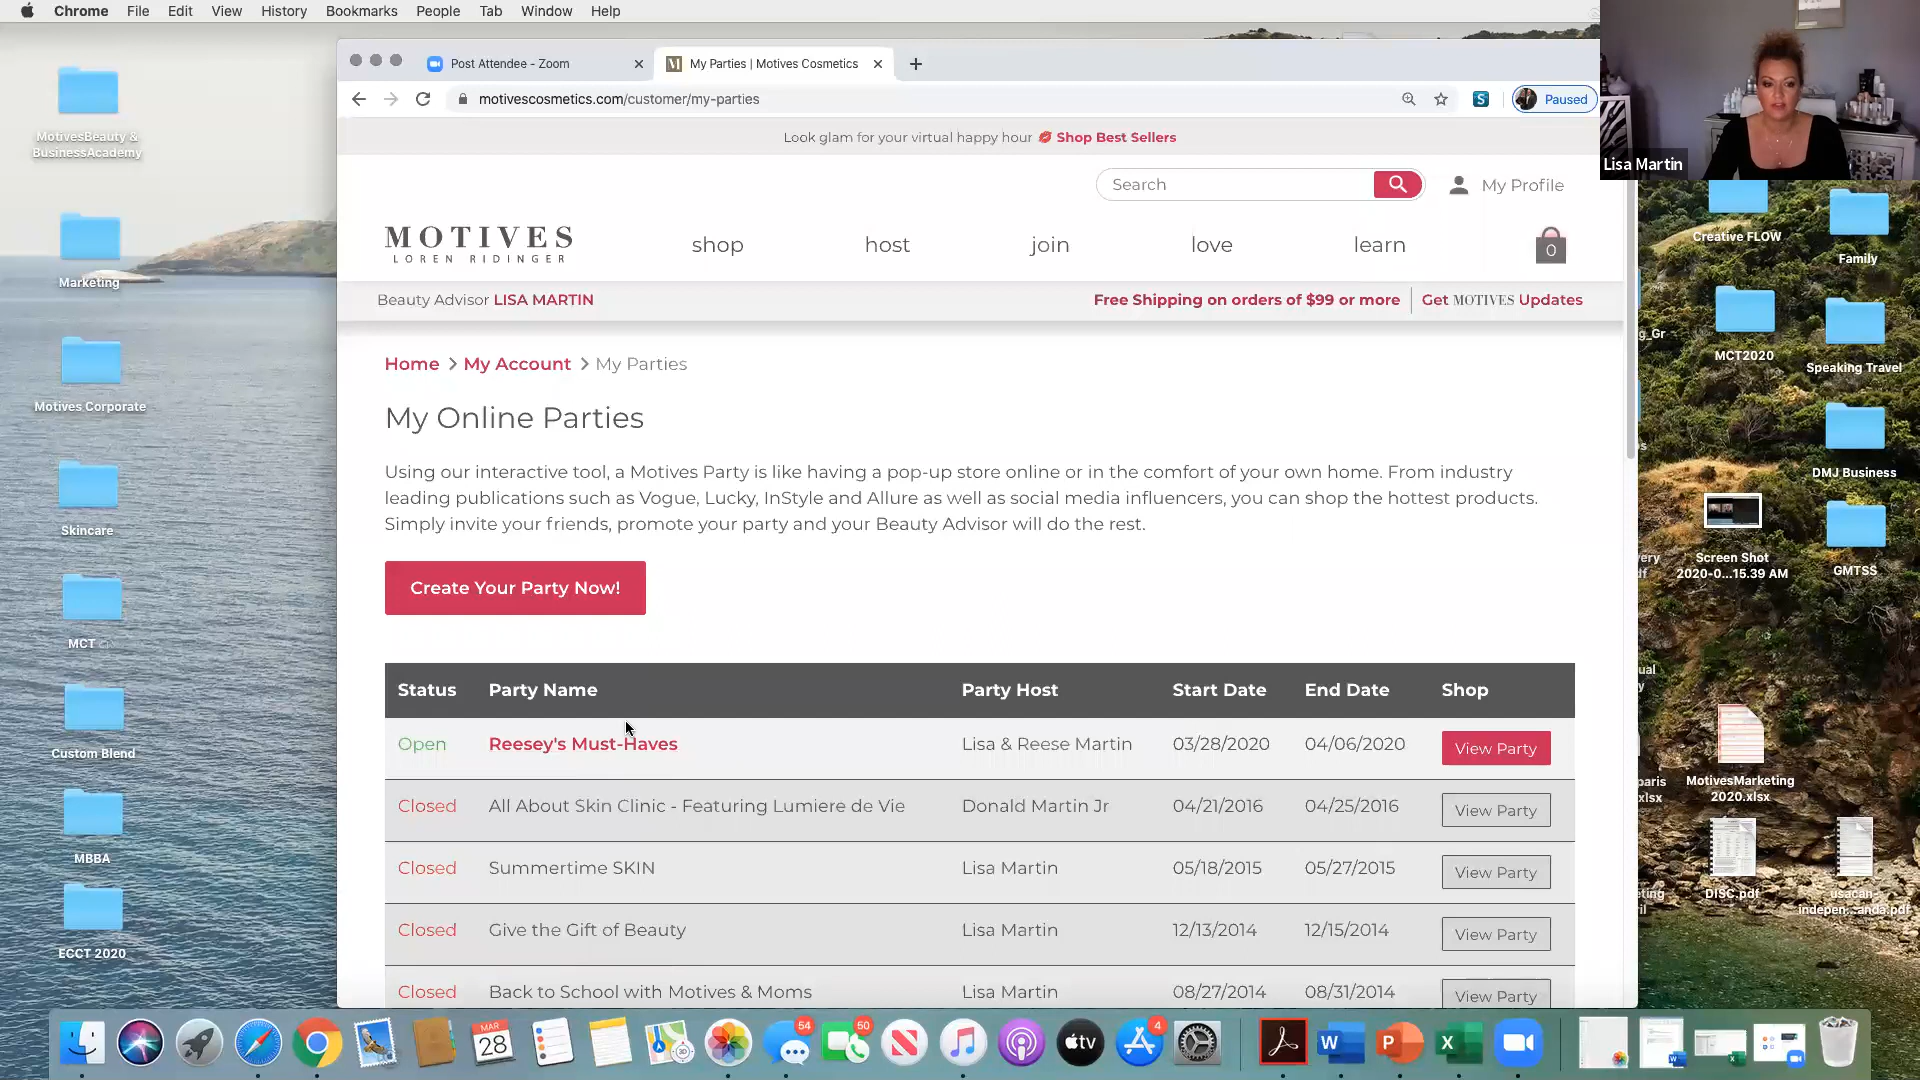 Chrome File Edit View History Bookmarks People Tab Window Help
Post Attendee - Zoom
My Parties | Motives Cosmetics
motivescosmetics.com/customer/my-parties
Paused
Look glam for your virtual happy hour 💋 Shop Best Sellers
Search
My Profile
MOTIVES
LOREN RIDINGER
shop host join love learn
0
Beauty Advisor LISA MARTIN
Free Shipping on orders of $99 or more
Get MOTIVES Updates
Home > My Account > My Parties
My Online Parties
Using our interactive tool, a Motives Party is like having a pop-up store online or in the comfort of your own home. From industry
leading publications such as Vogue, Lucky, InStyle and Allure as well as social media influencers, you can shop the hottest products.
Simply invite your friends, promote your party and your Beauty Advisor will do the rest.
Create Your Party Now!
Status Party Name Party Host Start Date End Date Shop
Open Reesey's Must-Haves Lisa & Reese Martin 03/28/2020 04/06/2020 View Party
Closed All About Skin Clinic - Featuring Lumiere de Vie Donald Martin Jr 04/21/2016 04/25/2016 View Party
Closed Summertime SKIN Lisa Martin 05/18/2015 05/27/2015 View Party
Closed Give the Gift of Beauty Lisa Martin 12/13/2014 12/15/2014 View Party
Closed Back to School with Motives & Moms Lisa Martin 08/27/2014 08/31/2014 View Party
Lisa Martin
MotivesBeauty &
BusinessAcademy
Marketing
Motives Corporate
Skincare
MCT
Custom Blend
MBBA
ECCT 2020
Creative FLOW
Family
g_Gr
MCT2020
Speaking Travel
DMJ Business
Screen Shot
2020-0...15.39 AM
GMTSS
MotivesMarketing
2020.xlsx
DISC.pdf
usacan-
indepen...anda.pdf
MAR
28
54
50
4
tv
W
P
X